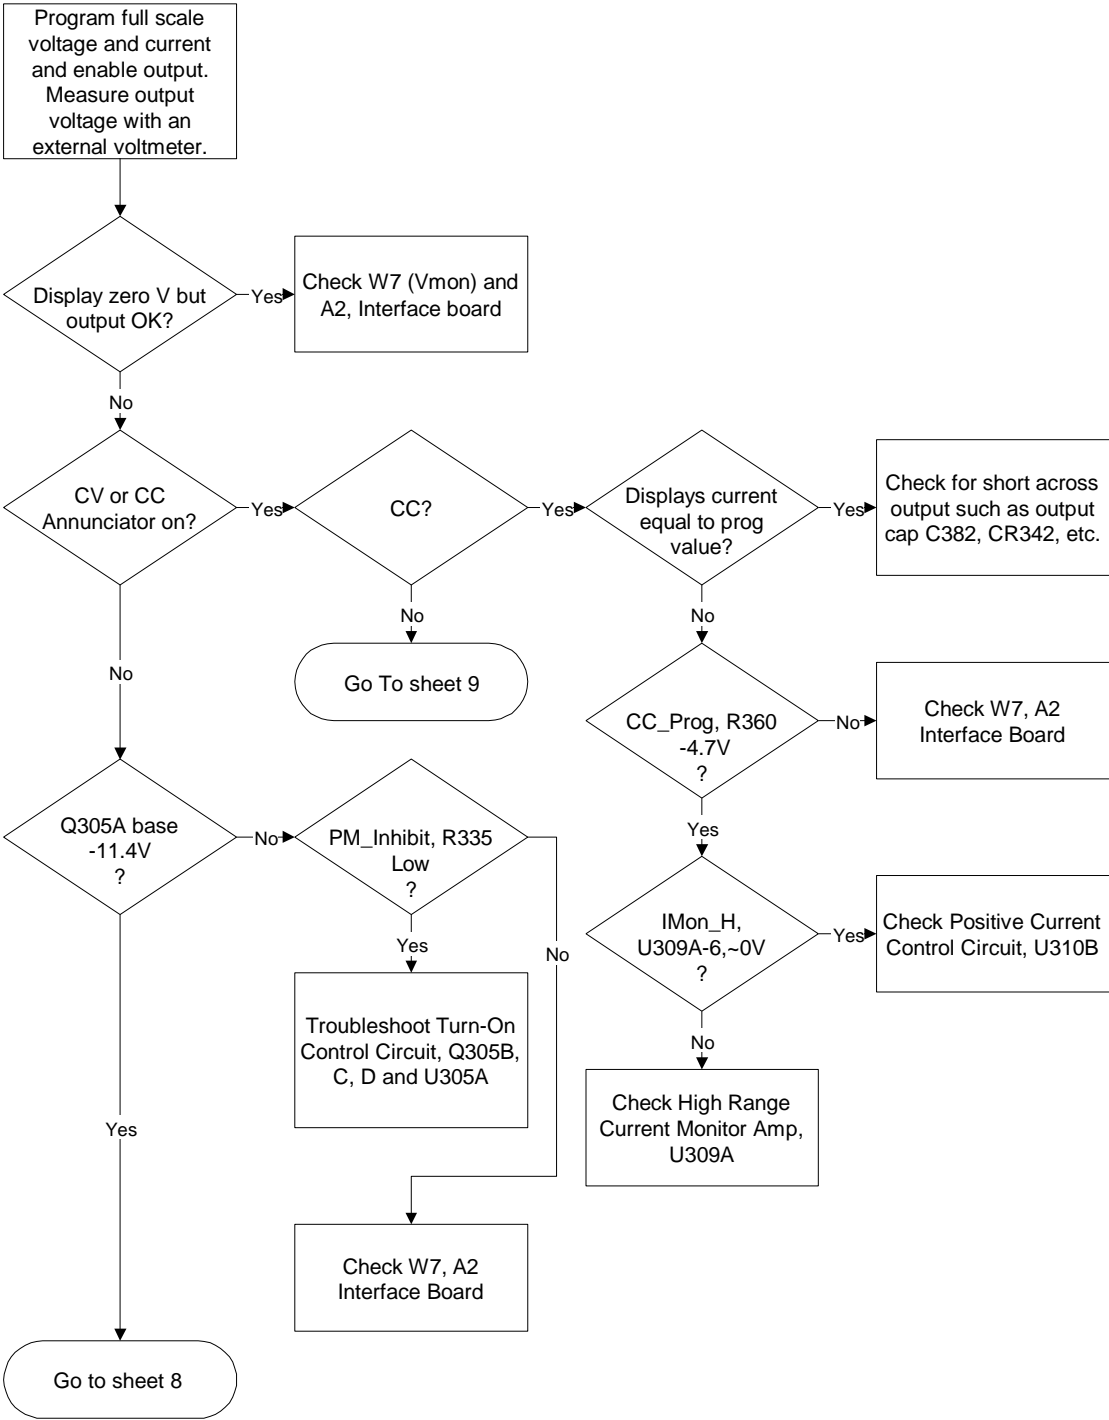 Program full scale
voltage and current
and enable output.
Measure output
voltage with an
external voltmeter.
Display zero V but
output OK?
Yes
Check W7 (Vmon) and
A2, Interface board
No
CV or CC
Annunciator on?
Yes
CC?
Yes
Displays current
equal to prog
value?
Yes
Check for short across
output such as output
cap C382, CR342, etc.
No
No
No
Go To sheet 9
CC_Prog, R360
-4.7V
?
No
Check W7, A2
Interface Board
Yes
Q305A base
-11.4V
?
No
PM_Inhibit, R335
Low
?
Yes
No
IMon_H,
U309A-6,~0V
?
Yes
Check Positive Current
Control Circuit, U310B
No
Troubleshoot Turn-On
Control Circuit, Q305B,
C, D and U305A
Check High Range
Current Monitor Amp,
U309A
Yes
Check W7, A2
Interface Board
Go to sheet 8